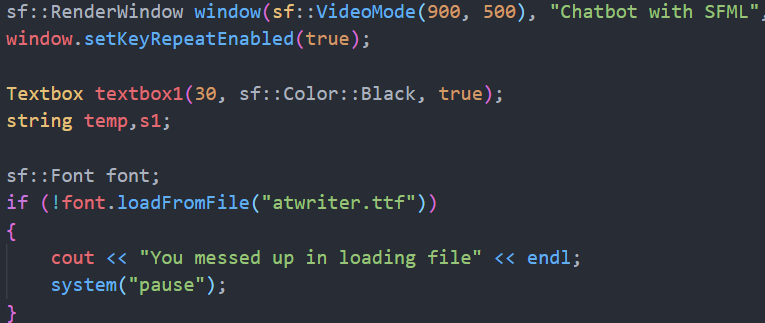 sf::RenderWindow window(sf::VideoMode(900, 500), "Chatbot with SFML",
window.setKeyRepeatEnabled(true);
Textbox textbox1(30, sf::Color::Black, true);
string temp,s1;
sf::Font font;
if (!font.loadFromFile("atwriter.ttf"))
{
    cout << "You messed up in loading file" << endl;
    system("pause");
}